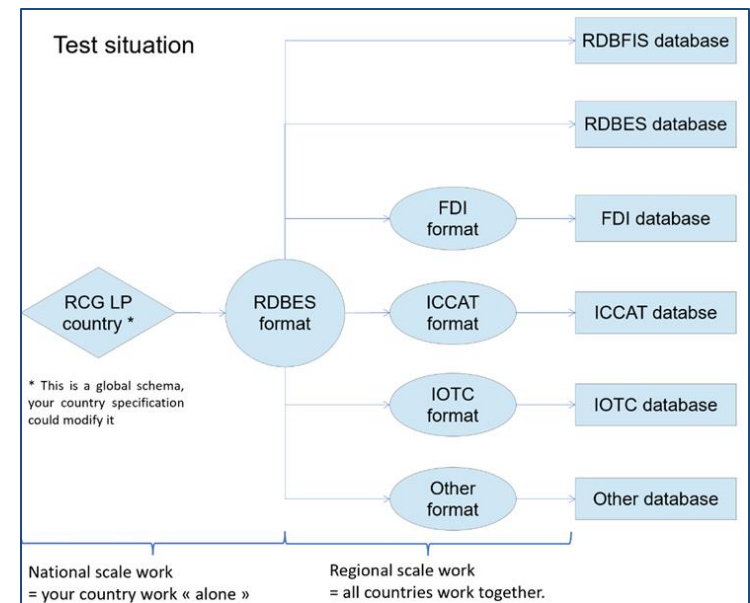 Test situation
RDBFIS database
RDBES database
FDI
format
FDI database
RCG LP
country *
RDBES
format
ICCAT
format
ICCAT databse
* This is a global schema,
your country specification
could modify it
IOTC
format
IOTC database
Other
format
Other database
National scale work
= your country work « alone »
Regional scale work
= all countries work together.